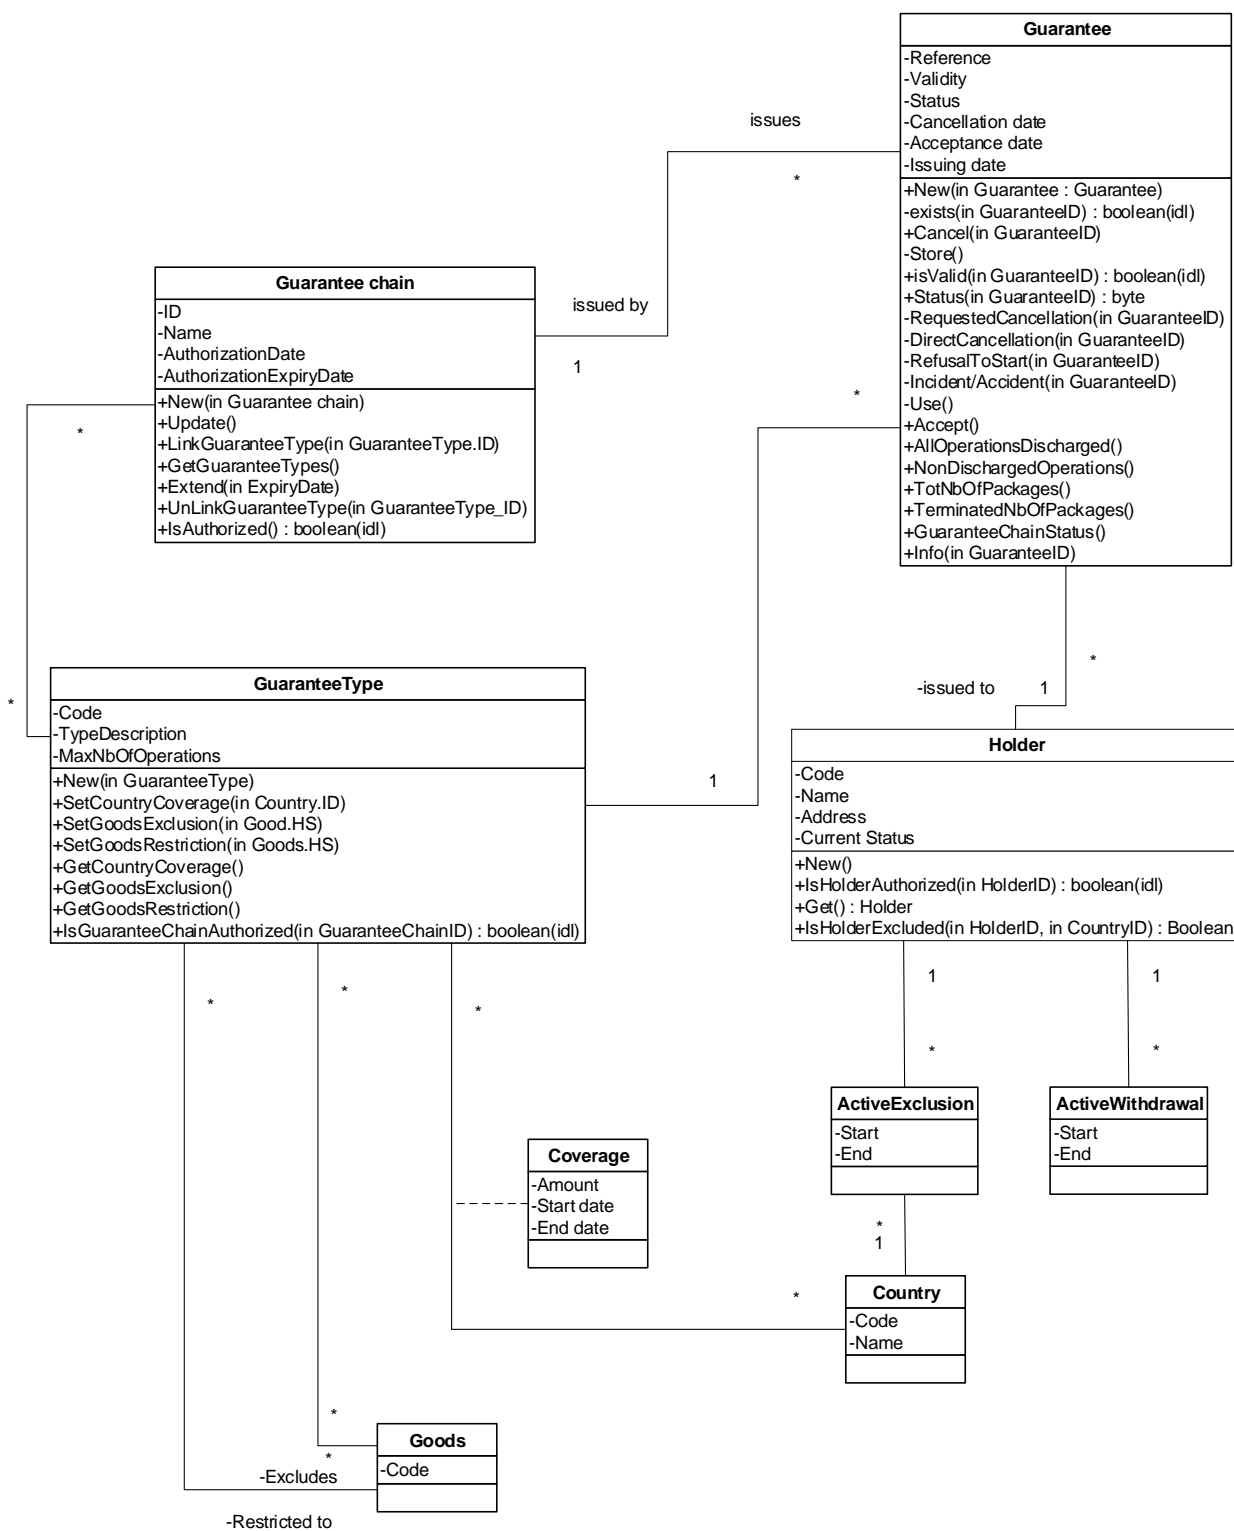 Guarantee
-Reference
-Validity
-Status
-Cancellation date
-Acceptance date
-Issuing date
+New(in Guarantee : Guarantee)
-exists(in GuaranteeID) : boolean(idl)
+Cancel(in GuaranteeID)
-Store()
+isValid(in GuaranteeID) : boolean(idl)
+Status(in GuaranteeID) : byte
-RequestedCancellation(in GuaranteeID)
-DirectCancellation(in GuaranteeID)
-RefusalToStart(in GuaranteeID)
-Incident/Accident(in GuaranteeID)
-Use()
+Accept()
+AllOperationsDischarged()
+NonDischargedOperations()
+TotNbOfPackages()
+TerminatedNbOfPackages()
+GuaranteeChainStatus()
+Info(in GuaranteeID)
issues
*
issued by
1
Guarantee chain
-ID
-Name
-AuthorizationDate
-AuthorizationExpiryDate
+New(in Guarantee chain)
+Update()
+LinkGuaranteeType(in GuaranteeType.ID)
+GetGuaranteeTypes()
+Extend(in ExpiryDate)
+UnLinkGuaranteeType(in GuaranteeType_ID)
+IsAuthorized() : boolean(idl)
*
*
*
1
GuaranteeType
-Code
-TypeDescription
-MaxNbOfOperations
+New(in GuaranteeType)
+SetCountryCoverage(in Country.ID)
+SetGoodsExclusion(in Good.HS)
+SetGoodsRestriction(in Goods.HS)
+GetCountryCoverage()
+GetGoodsExclusion()
+GetGoodsRestriction()
+IsGuaranteeChainAuthorized(in GuaranteeChainID) : boolean(idl)
*
-issued to
1
Holder
-Code
-Name
-Address
-Current Status
+New()
+IsHolderAuthorized(in HolderID) : boolean(idl)
+Get() : Holder
+IsHolderExcluded(in HolderID, in CountryID) : Boolean
1
1
*
*
*
*
*
ActiveExclusion
-Start
-End
ActiveWithdrawal
-Start
-End
Coverage
-Amount
-Start date
-End date
*
1
*
Country
-Code
-Name
*
*
Goods
-Code
-Excludes
-Restricted to